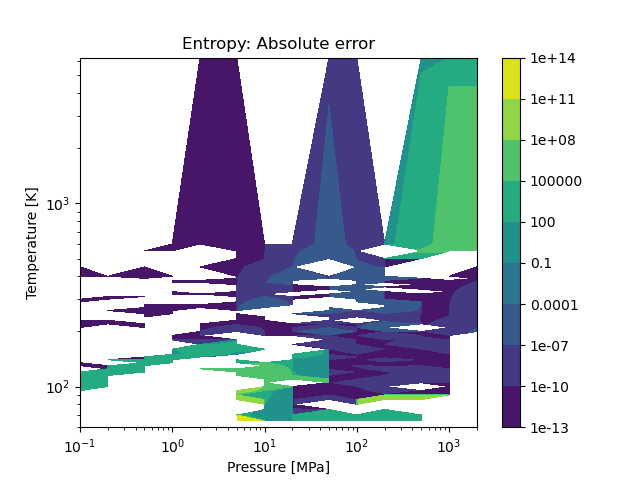 Entropy: Absolute error
Temperature [K]
10³
10²
10⁻¹
10⁰
10¹
10²
10³
Pressure [MPa]
1e+14
1e+11
1e+08
100000
100
0.1
0.0001
1e-07
1e-10
1e-13